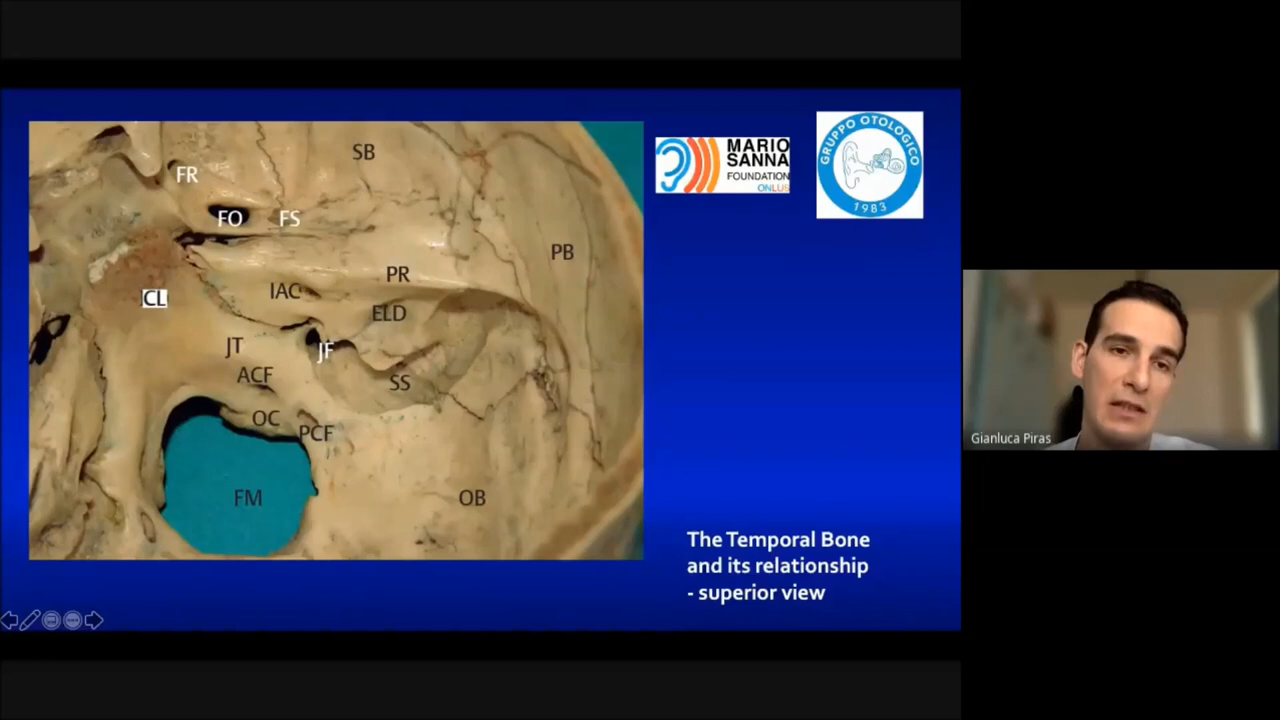 SB
FR
FO
FS
PB
PR
IAC
CL
ELD
JT
JF
ACF
SS
OC
PCF
FM
OB
MARIO
SANNA
FOUNDATION
ONLUS
GRUPPO OTOLOGICO
1983
The Temporal Bone
and its relationship
- superior view
Gianluca Piras